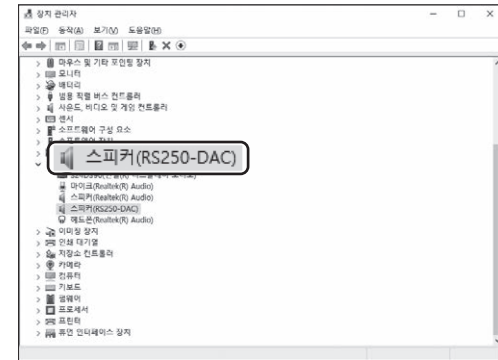 장치 관리자
파일(F) 동작(A) 보기(V) 도움말(H)
마우스 및 기타 포인팅 장치
모니터
배터리
범용 직렬 버스 컨트롤러
사운드, 비디오 및 게임 컨트롤러
센서
소프트웨어 구성 요소
스피커(RS250-DAC)
마이크(Realtek(R) Audio)
스피커(Realtek(R) Audio)
스피커(RS250-DAC)
헤드폰(Realtek(R) Audio)
이미징 장치
인쇄 대기열
저장소 컨트롤러
카메라
컴퓨터
키보드
펌웨어
프로세서
프린터
휴먼 인터페이스 장치